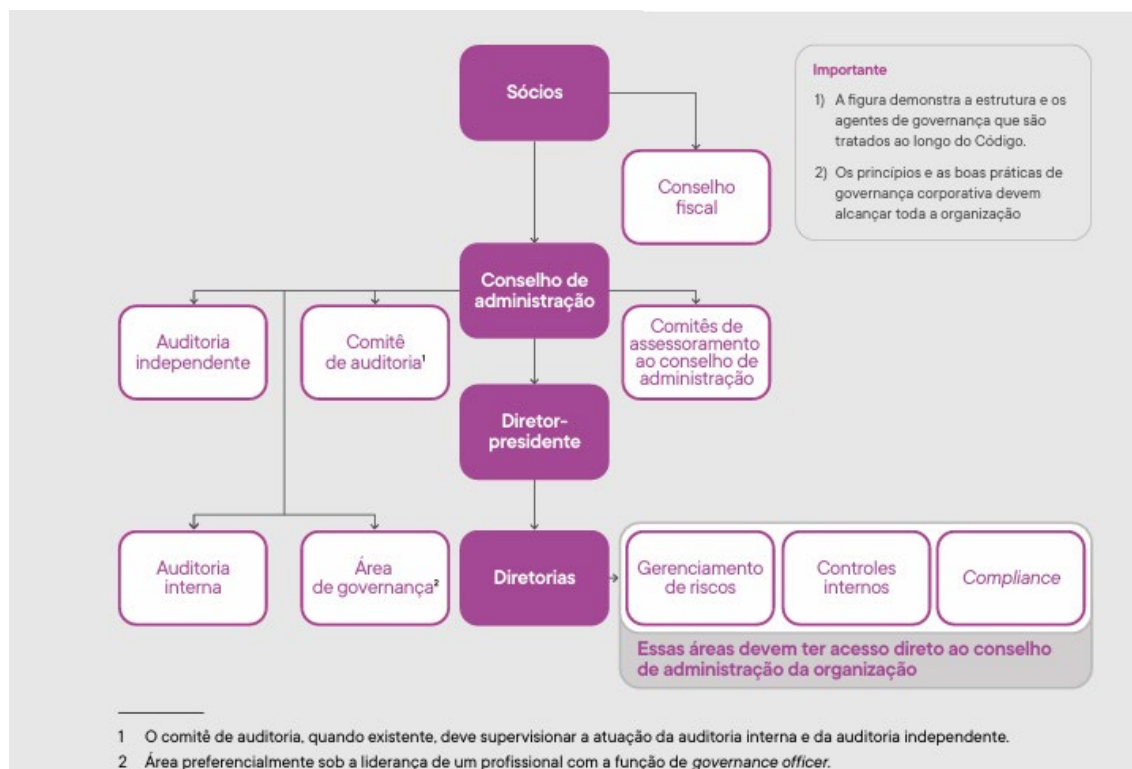 Sócios
Importante
1) A figura demonstra a estrutura e os
agentes de governança que são
tratados ao longo do Código.
2) Os princípios e as boas práticas de
governança corporativa devem
alcançar toda a organização
Conselho
fiscal
Conselho de
administração
Auditoria
independente
Comitê
de auditoria¹
Comitês de
assessoramento
ao conselho de
administração
Diretor-
presidente
Auditoria
interna
Área
de governança²
Diretorias
Gerenciamento
de riscos
Controles
internos
Compliance
Essas áreas devem ter acesso direto ao conselho
de administração da organização
1 O comitê de auditoria, quando existente, deve supervisionar a atuação da auditoria interna e da auditoria independente.
2 Área preferencialmente sob a liderança de um profissional com a função de governance officer.